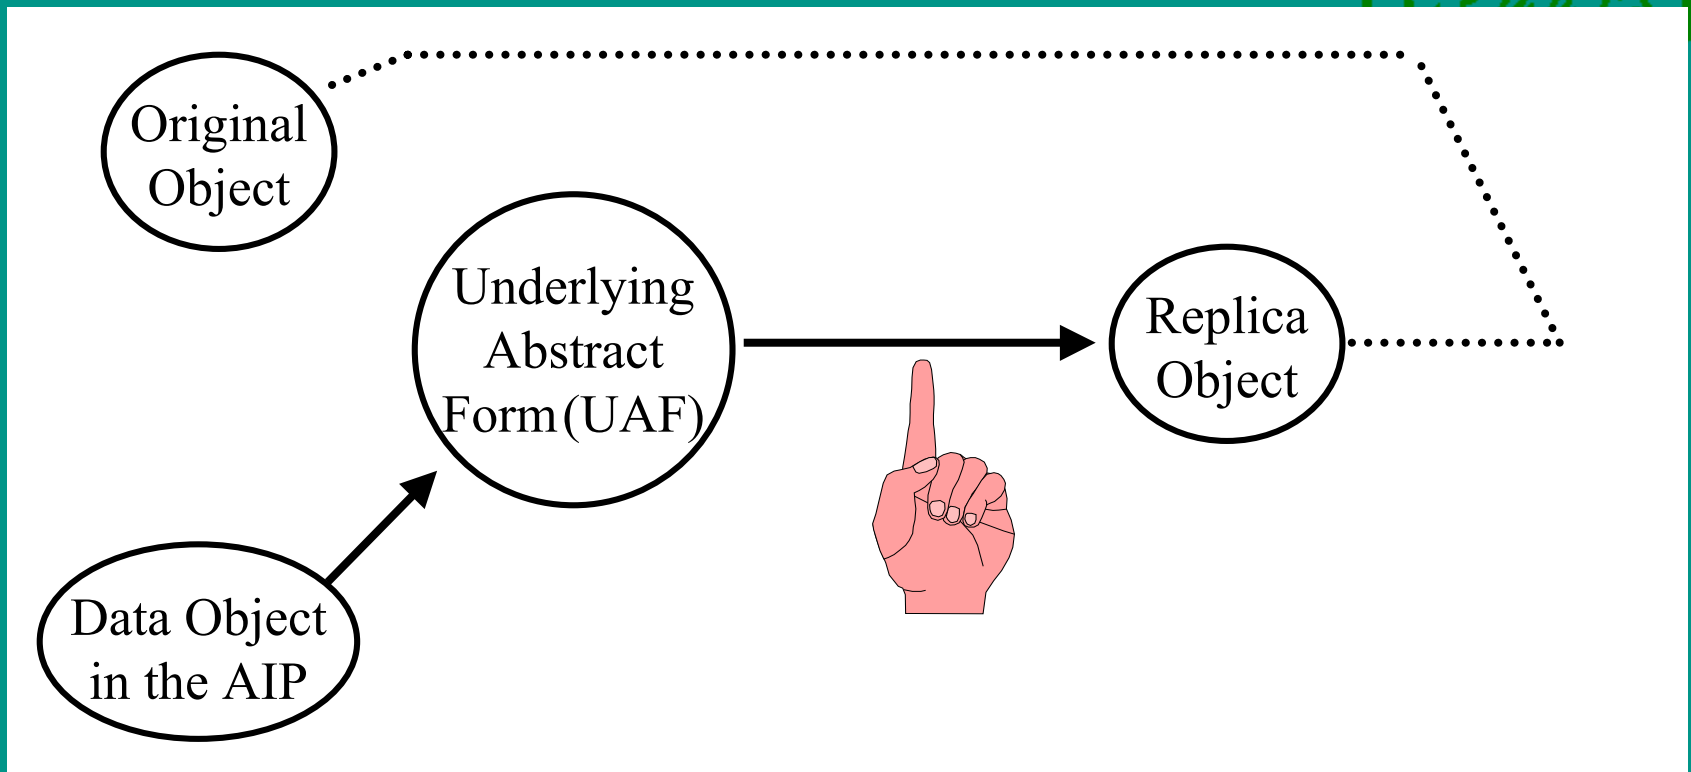 Original
Object
Underlying
Abstract
Form (UAF)
Replica
Object
Data Object
in the AIP